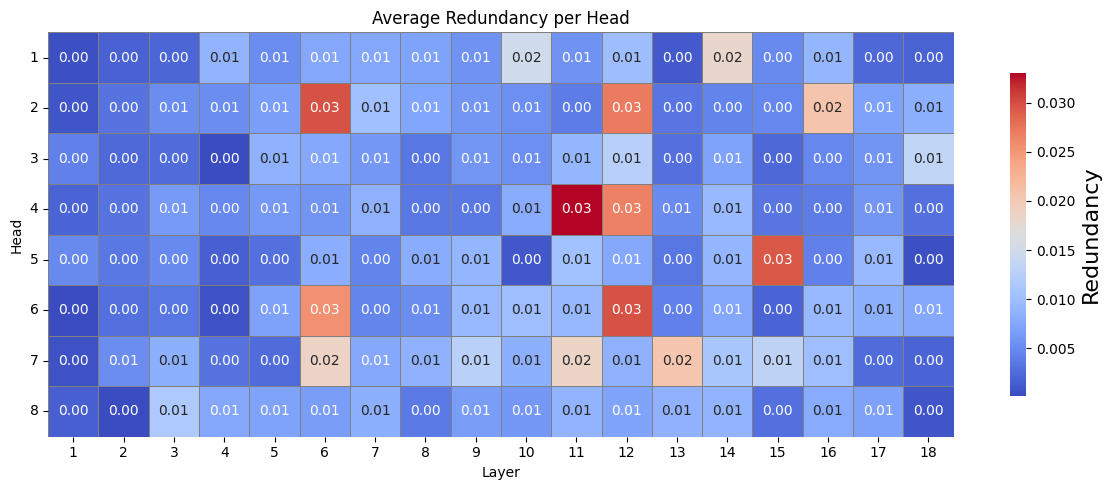 Average Redundancy per Head
1 0.00 0.00 0.00 0.01 0.01 0.01 0.01 0.01 0.01 0.02 0.01 0.01 0.00 0.02 0.00 0.01 0.00 0.00
0.030
2 0.00 0.00 0.01 0.01 0.01 0.03 0.01 0.01 0.01 0.01 0.00 0.03 0.00 0.00 0.00 0.02 0.01 0.01
0.025
3 0.00 0.00 0.00 0.00 0.01 0.01 0.01 0.00 0.01 0.01 0.01 0.01 0.00 0.01 0.00 0.00 0.01 0.01
0.020
4 0.00 0.00 0.01 0.00 0.01 0.01 0.01 0.00 0.00 0.01 0.03 0.03 0.01 0.01 0.00 0.00 0.01 0.00
Head
Redundancy
0.015
5 0.00 0.00 0.00 0.00 0.00 0.01 0.00 0.01 0.01 0.00 0.01 0.01 0.00 0.01 0.03 0.00 0.01 0.00
0.010
6 0.00 0.00 0.00 0.00 0.01 0.03 0.00 0.01 0.01 0.01 0.01 0.03 0.00 0.01 0.00 0.01 0.01 0.01
0.005
7 0.00 0.01 0.01 0.00 0.00 0.02 0.01 0.01 0.01 0.01 0.02 0.01 0.02 0.01 0.01 0.01 0.00 0.00
8 0.00 0.00 0.01 0.01 0.01 0.01 0.01 0.00 0.01 0.01 0.01 0.01 0.01 0.01 0.00 0.01 0.01 0.00
1 2 3 4 5 6 7 8 9 10 11 12 13 14 15 16 17 18
Layer